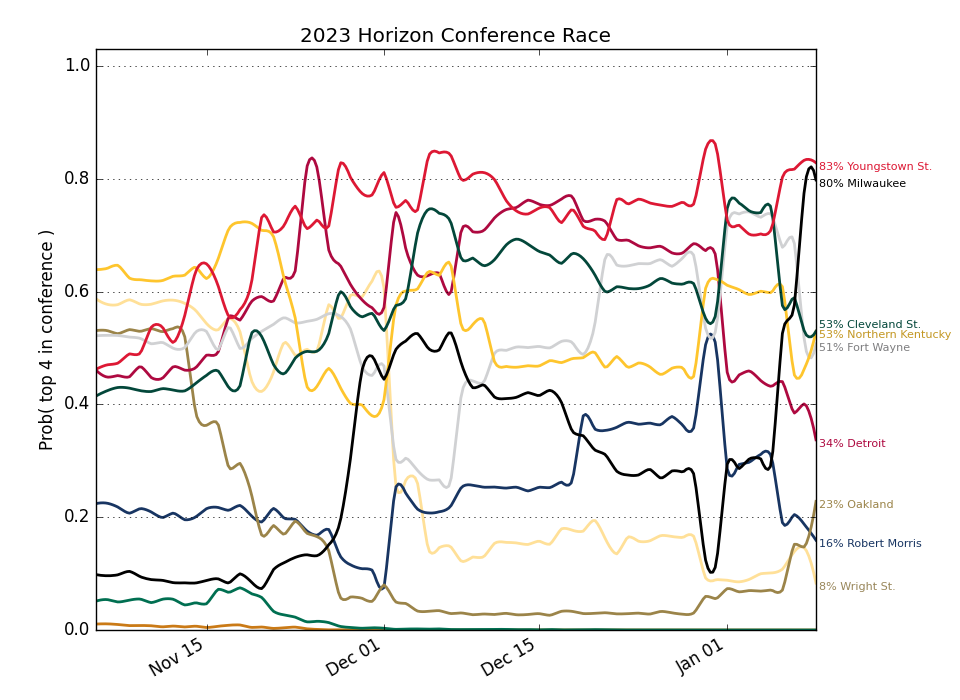 2023 Horizon Conference Race
Prob( top 4 in conference )
1.0
0.8
0.6
0.4
0.2
0.0
Nov 15
Dec 01
Dec 15
Jan 01
83% Youngstown St.
80% Milwaukee
53% Cleveland St.
53% Northern Kentucky
51% Fort Wayne
34% Detroit
23% Oakland
16% Robert Morris
8% Wright St.